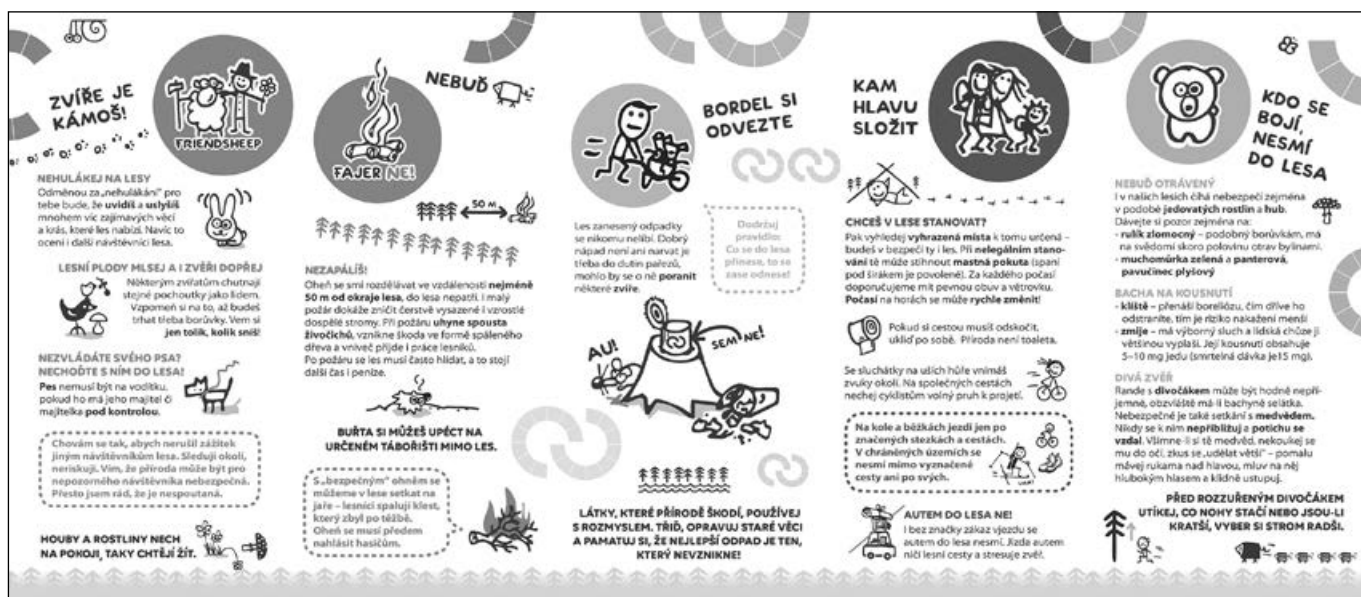 ZVÍŘE JE
KÁMOŠ!
FRIENDSHEEP
NEHULÁKEJ NA LESY
Odměnou za „nehulákání" pro
tebe bude, že uvidíš a uslyšíš
mnohem víc zajímavých věcí
a krás, které les nabízí. Navíc to
ocení i další návštěvníci lesa.
LESNÍ PLODY MLSEJ A I ZVĚŘI DOPŘEJ
Některým zvířatům chutnají
stejné pochoutky jako lidem.
Vzpomeň si na to, až budeš
trhat třeba borůvky. Vem si
jen tolik, kolik sníš!
NEZVLÁDÁTE SVÉHO PSA?
NECHOĎTE S NÍM DO LESA!
Pes nemusí být na vodítku,
pokud ho má jeho majitel či
majitelka pod kontrolou.
Chovám se tak, abych nerušil zážitek
jiným návštěvníkům lesa. Sleduji okolí,
neriskuji. Vím, že příroda může být pro
nepozorného návštěvníka nebezpečná.
Přesto jsem rád, že je nespoutaná.
HOUBY A ROSTLINY NECH
NA POKOJI, TAKY CHTĚJÍ ŽÍT.
NEBUĎ
FAJER NE!
50 M
NEZAPÁLÍŠ!
Oheň se smí rozdělávat ve vzdálenosti nejméně
50 m od okraje lesa, do lesa nepatří. I malý
požár dokáže zničit čerstvě vysazené i vzrostlé
dospělé stromy. Při požáru uhyne spousta
živočichů, vznikne škoda ve formě spáleného
dřeva a vniveč přijde i práce lesníků.
Po požáru se les musí často hlídat, a to stojí
další čas i peníze.
BUŘTA SI MŮŽEŠ UPÉCT NA
URČENÉM TÁBOŘIŠTI MIMO LES.
S „bezpečným" ohněm se
můžeme v lese setkat na
jaře – lesníci spalují klest,
který zbyl po těžbě.
Oheň se musí předem
nahlásit hasičům.
BORDEL SI
ODVEZTE
Les zanesený odpadky
se nikomu nelíbí. Dobrý
nápad není ani narvat je
třeba do dutin pařezů,
mohlo by se o ně poranit
některé zvíře.
Dodržuj
pravidlo:
Co se do lesa
přinese, to se
zase odnese!
AU!
SEM NE!
LÁTKY, KTERÉ PŘÍRODĚ ŠKODÍ, POUŽÍVEJ
S ROZMYSLEM. TŘIĎ, OPRAVUJ STARÉ VĚCI
A PAMATUJ SI, ŽE NEJLEPŠÍ ODPAD JE TEN,
KTERÝ NEVZNIKNE!
KAM
HLAVU
SLOŽIT
CHCEŠ V LESE STANOVAT?
Pak vyhledej vyhrazená místa k tomu určená –
budeš v bezpečí ty i les. Při nelegálním stano-
vání tě může stihnout mastná pokuta (spaní
pod širákem je povolené). Za každého počasí
doporučujeme mít pevnou obuv a větrovku.
Počasí na horách se může rychle změnit!
Pokud si cestou musíš odskočit,
ukliď po sobě. Příroda není toaleta.
Se sluchátky na uších hůře vnímáš
zvuky okolí. Na společných cestách
nechej cyklistům volný pruh k projetí.
Na kole a běžkách jezdi jen po
značených stezkách a cestách.
V chráněných územích se
nesmí mimo vyznačené
cesty ani po svých.
AUTEM DO LESA NE!
I bez značky zákaz vjezdu se
autem do lesa nesmí. Jízda autem
ničí lesní cesty a stresuje zvěř.
KDO SE
BOJÍ,
NESMÍ
DO LESA
NEBUĎ OTRÁVENÝ
I v našich lesích číhá nebezpečí zejména
v podobě jedovatých rostlin a hub.
Dávejte si pozor zejména na:
- rulík zlomocný – podobný borůvkám, má
na svědomí skoro polovinu otrav bylinami.
- muchomůrka zelená a panterová,
pavučinec plyšový
BACHA NA KOUSNUTÍ
- klíště – přenáší boreliózu, čím dříve ho
odstraníte, tím je riziko nakažení menší
- zmije – má výborný sluch a lidská chůze ji
většinou vyplaší. Její kousnutí obsahuje
5–10 mg jedu (smrtelná dávka je15 mg).
DIVÁ ZVĚŘ
Rande s divočákem může být hodně nepří-
jemné, obzvláště má-li bachyně selátka.
Nebezpečné je také setkání s medvědem.
Nikdy se k nim nepřibližuj a potichu se
vzdal. Všimne-li si tě medvěd, nekoukej se
mu do očí, zkus se „udělat větší" – pomalu
mávej rukama nad hlavou, mluv na něj
hlubokým hlasem a klidně ustupuj.
PŘED ROZZUŘENÝM DIVOČÁKEM
UTÍKEJ, CO NOHY STAČÍ NEBO JSOU-LI
KRATŠÍ, VYBER SI STROM RADŠI.